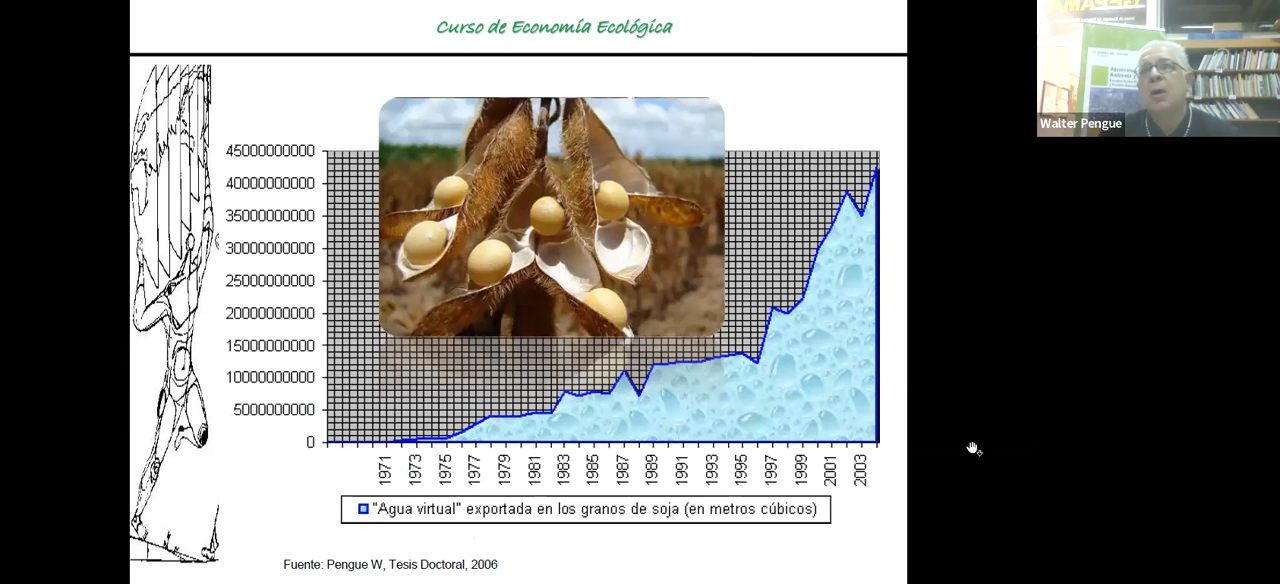 Curso de Economía Ecológica
45000000000
40000000000
35000000000
30000000000
25000000000
20000000000
15000000000
10000000000
5000000000
0
1971 1973 1975 1977 1979 1981 1983 1985 1987 1989 1991 1993 1995 1997 1999 2001 2003
"Agua virtual" exportada en los granos de soja (en metros cúbicos)
Fuente: Pengue W, Tesis Doctoral, 2006
GEPAMA
Walter Pengue